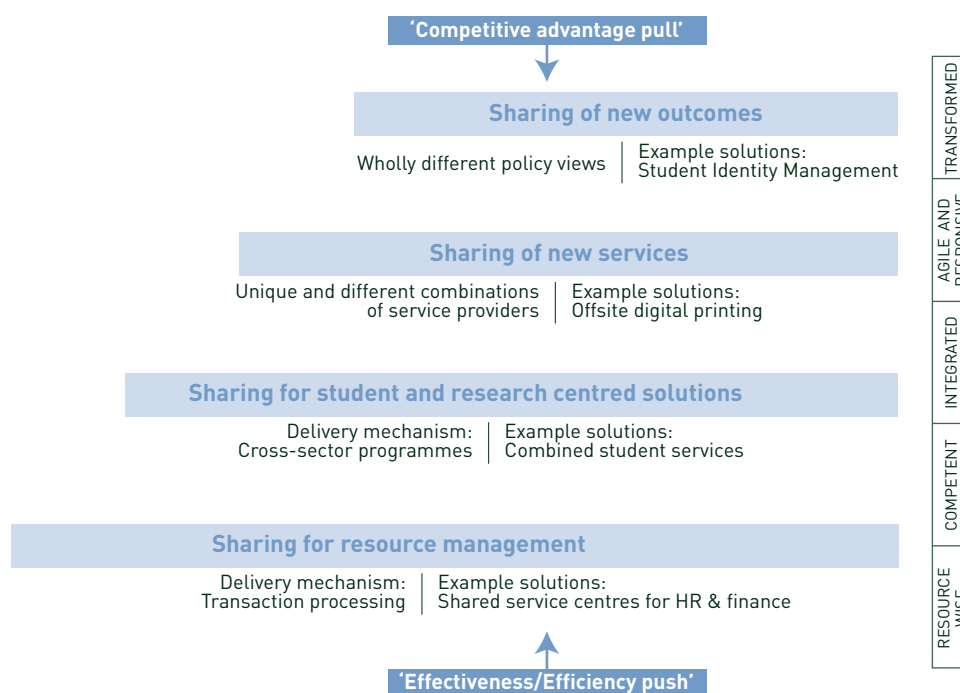 ‘Competitive advantage pull’
Sharing of new outcomes
Wholly different policy views
Example solutions:
Student Identity Management
Sharing of new services
Unique and different combinations
of service providers
Example solutions:
Offsite digital printing
Sharing for student and research centred solutions
Delivery mechanism:
Cross-sector programmes
Example solutions:
Combined student services
Sharing for resource management
Delivery mechanism:
Transaction processing
Example solutions:
Shared service centres for HR & finance
‘Effectiveness/Efficiency push’
TRANSFORMED
AGILE AND
RESPONSIVE
INTEGRATED
COMPETENT
RESOURCE
WISE